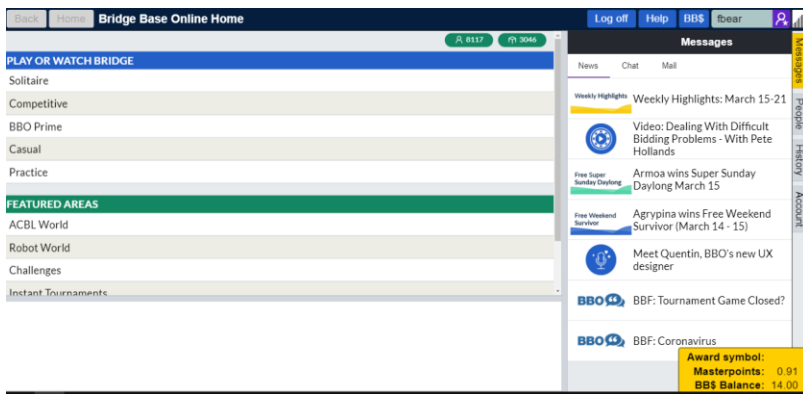 Back Home Bridge Base Online Home Log off Help BB$ fbear
8117 3046
PLAY OR WATCH BRIDGE
Solitaire
Competitive
BBO Prime
Casual
Practice
FEATURED AREAS
ACBL World
Robot World
Challenges
Instant Tournaments
Messages
News Chat Mail
Weekly Highlights
Weekly Highlights: March 15-21
Video: Dealing With Difficult
Bidding Problems - With Pete
Hollands
Free Super
Sunday Daylong
Armoa wins Super Sunday
Daylong March 15
Free Weekend
Survivor
Agrypina wins Free Weekend
Survivor (March 14 - 15)
Meet Quentin, BBO's new UX
designer
BBO
BBF: Tournament Game Closed?
BBO
BBF: Coronavirus
Award symbol:
Masterpoints: 0.91
BB$ Balance: 14.00
Messages
People
History
Account